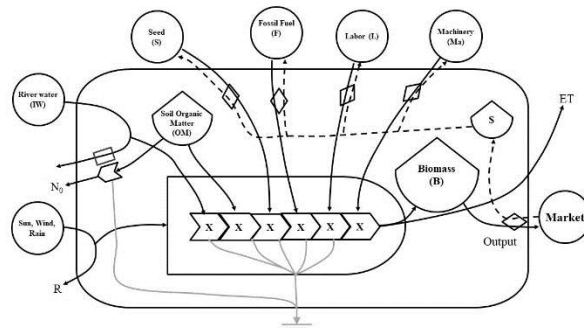 Seed
(S)
Fossil Fuel
(F)
Labor (L)
Machinery
(Ma)
River water
(IW)
Soil Organic
Matter
(OM)
S
ET
N₀
Biomass
(B)
Sun, Wind,
Rain
X X X X X X
Market
Output
R